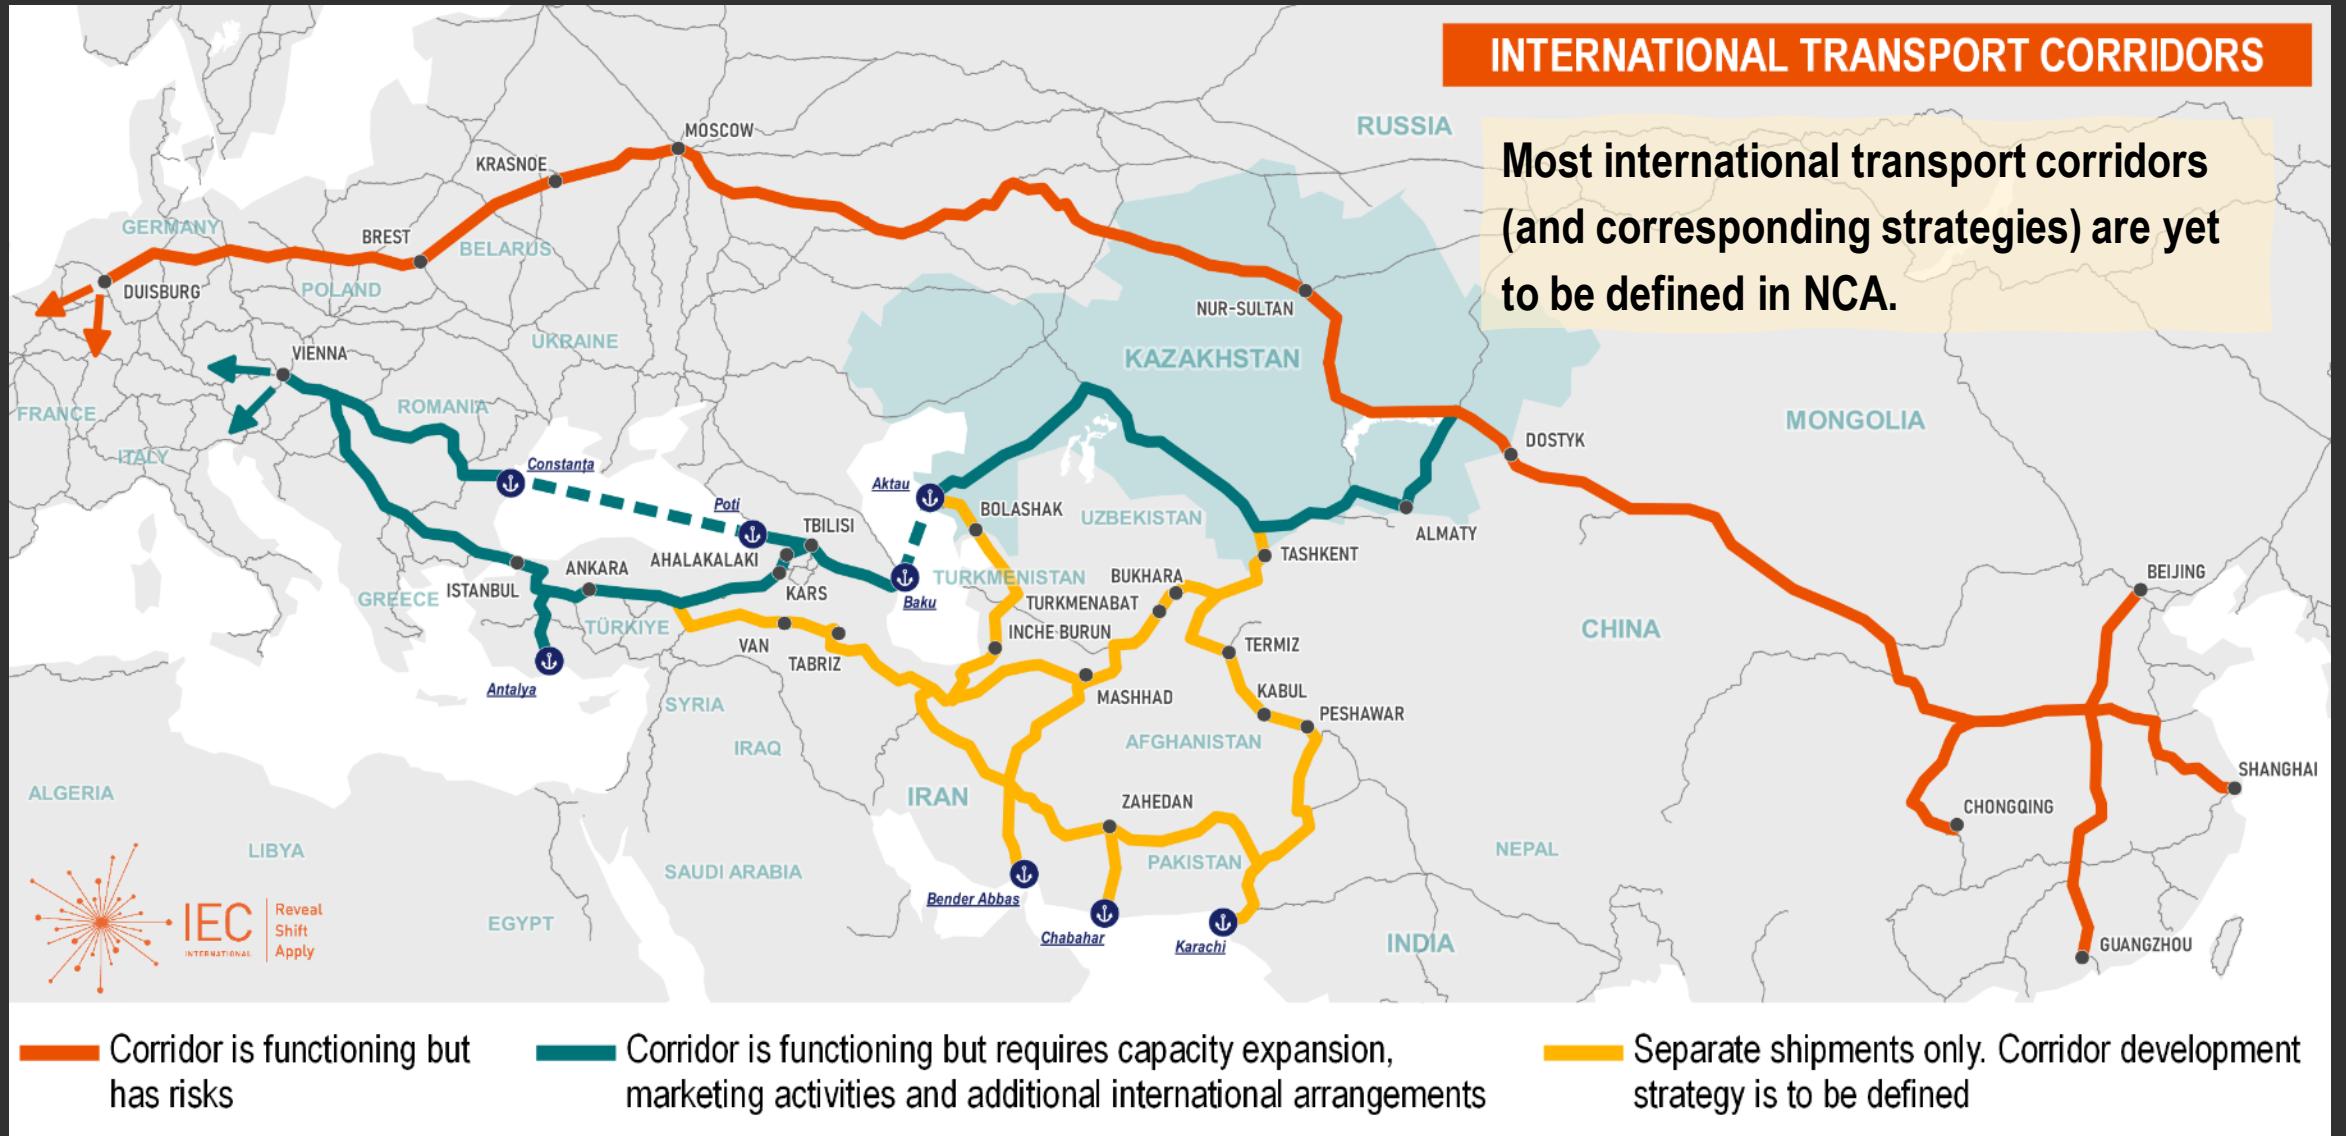 INTERNATIONAL TRANSPORT CORRIDORS
Most international transport corridors
(and corresponding strategies) are yet
to be defined in NCA.
RUSSIA
MOSCOW
KRASNOE
GERMANY
BREST
BELARUS
DUISBURG
POLAND
NUR-SULTAN
UKRAINE
VIENNA
KAZAKHSTAN
FRANCE
ROMANIA
MONGOLIA
ITALY
DOSTYK
Constanța
Aktau
Poti
BOLASHAK
UZBEKISTAN
TBILISI
ALMATY
AHALAKALAKI
TASHKENT
ANKARA
TURKMENISTAN
BUKHARA
BEIJING
ISTANBUL
GREECE
KARS
Baku
TURKMENABAT
TÜRKIYE
INCHE BURUN
CHINA
VAN
TERMIZ
TABRIZ
Antalya
MASHHAD
KABUL
SYRIA
PESHAWAR
IRAQ
AFGHANISTAN
ALGERIA
IRAN
ZAHEDAN
SHANGHAI
CHONGQING
LIBYA
PAKISTAN
NEPAL
SAUDI ARABIA
Bender Abbas
EGYPT
Chabahar
Karachi
INDIA
GUANGZHOU
IEC
INTERNATIONAL
Reveal
Shift
Apply
Corridor is functioning but
has risks
Corridor is functioning but requires capacity expansion,
marketing activities and additional international arrangements
Separate shipments only. Corridor development
strategy is to be defined